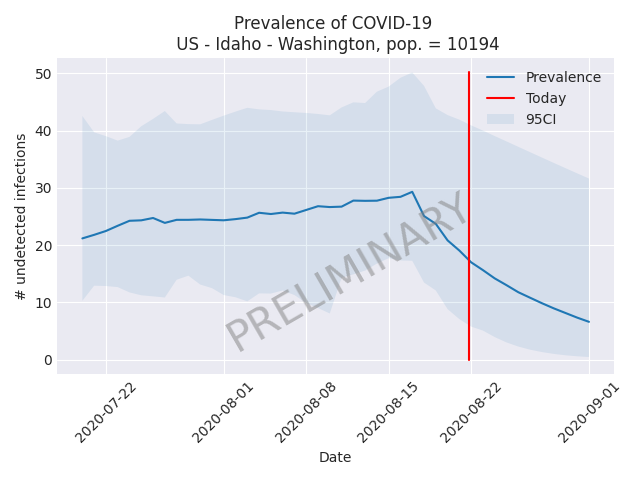 Prevalence of COVID-19
US - Idaho - Washington, pop. = 10194
# undetected infections
50
40
30
20
10
0
Prevalence
Today
95CI
PRELIMINARY
2020-07-22
2020-08-01
2020-08-08
2020-08-15
2020-08-22
2020-09-01
Date